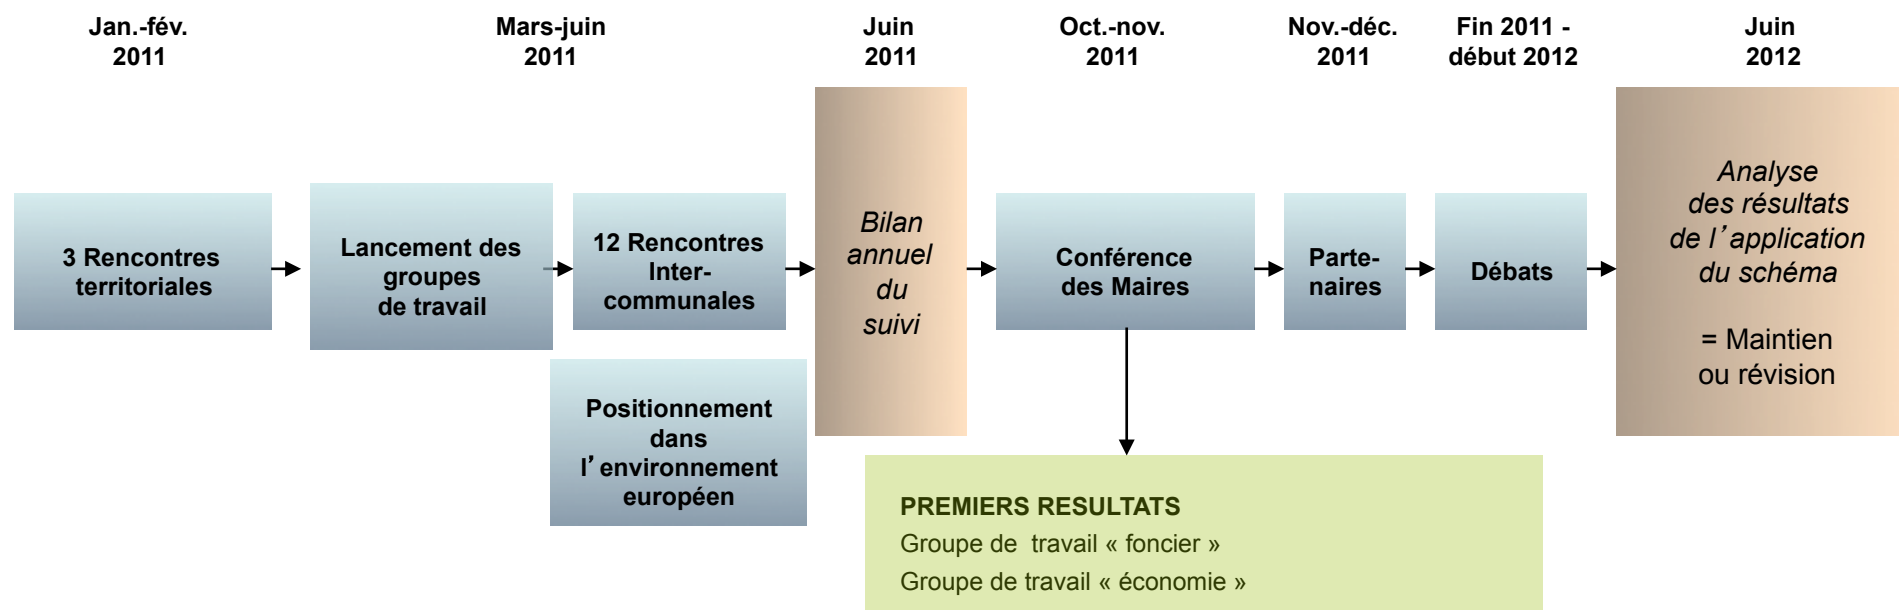 Jan.-fév.
2011
Mars-juin
2011
Juin
2011
Oct.-nov.
2011
Nov.-déc.
2011
Fin 2011 -
début 2012
Juin
2012
3 Rencontres
territoriales
Lancement des
groupes
de travail
12 Rencontres
Inter-
communales
Positionnement
dans
l’environnement
européen
Bilan
annuel
du
suivi
Conférence
des Maires
Parte-
naires
Débats
Analyse
des résultats
de l’application
du schéma
= Maintien
ou révision
PREMIERS RESULTATS
Groupe de travail « foncier »
Groupe de travail « économie »